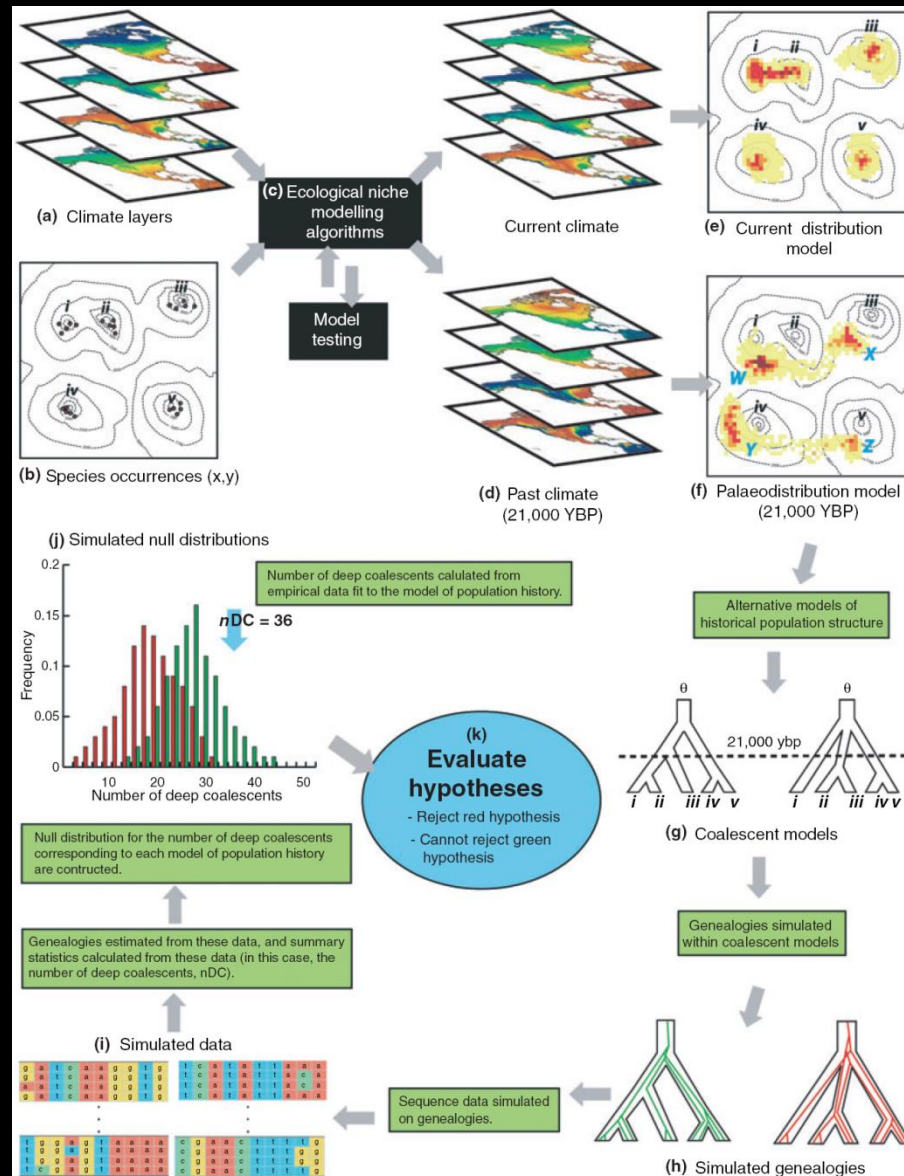 i ii iii
iv v
(a) Climate layers
(c) Ecological niche
modelling
algorithms
Current climate
(e) Current distribution
model
Model
testing
i ii iii
iv v
(b) Species occurrences (x,y)
(d) Past climate
(21,000 YBP)
i ii iii
W X
iv v
Y Z
(f) Palaeodistribution model
(21,000 YBP)
(j) Simulated null distributions
Number of deep coalescents calulated from
empirical data fit to the model of population history.
nDC = 36
Frequency
0.2
0.15
0.1
0.05
0
10 20 30 40 50
Number of deep coalescents
Alternative models of
historical population structure
θ θ
21,000 ybp
i ii iii iv v
i ii iii iv v
(g) Coalescent models
(k)
Evaluate
hypotheses
- Reject red hypothesis
- Cannot reject green
hypothesis
Null distribution for the number of deep coalescents
corresponding to each model of population history
are contructed.
Genealogies simulated
within coalescent models
Genealogies estimated from these data, and summary
statistics calculated from these data (in this case, the
number of deep coalescents, nDC).
(i) Simulated data
g a t c a a g g t g
t c a t a t t a a a
Sequence data simulated
on genealogies.
t g g a g t a a a a
c g a a c t t t t g
(h) Simulated genealogies